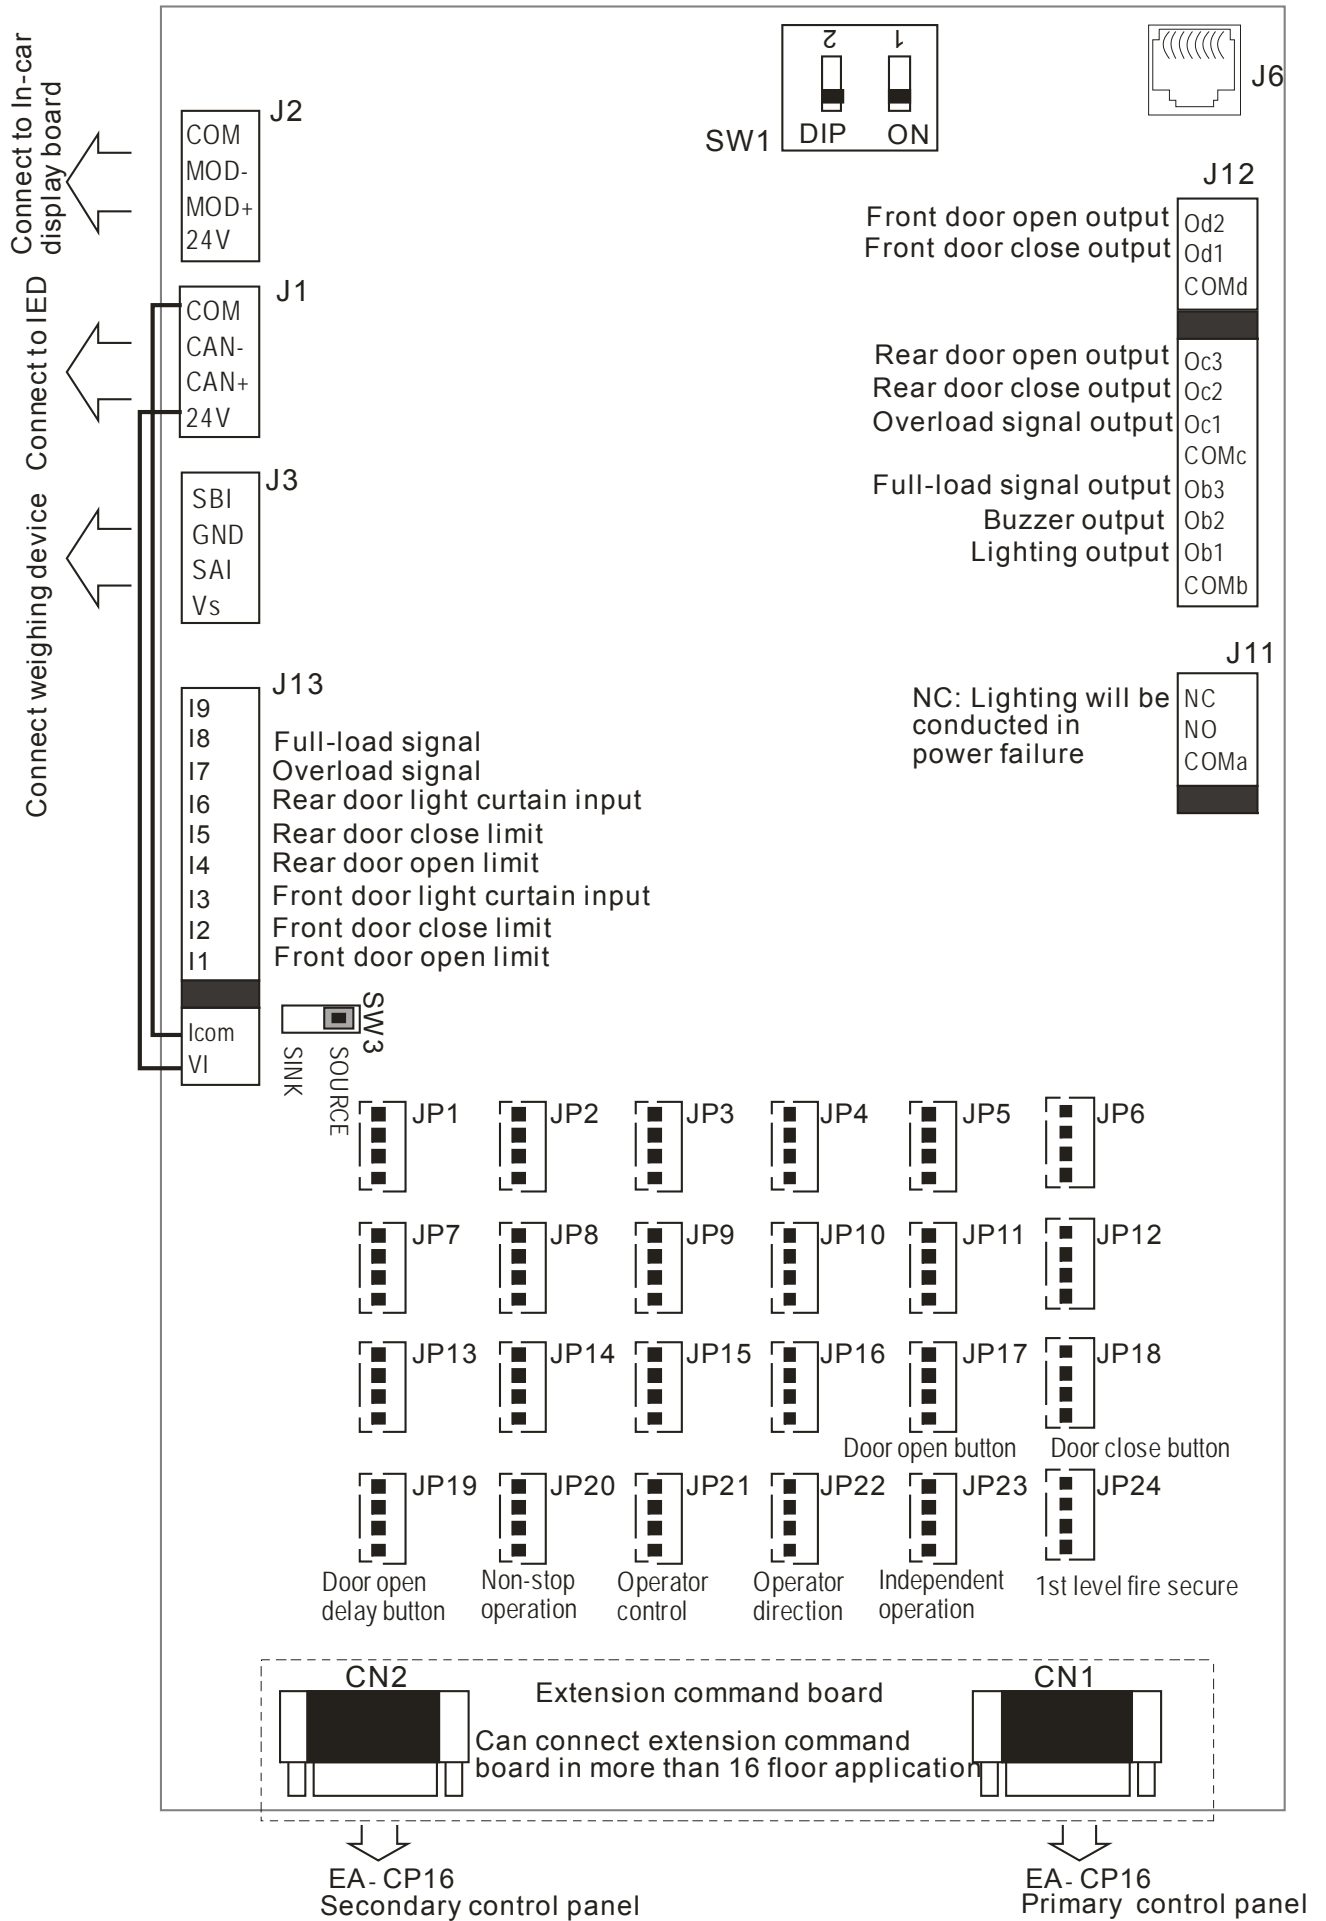 2 1
SW1 DIP ON
J6
Connect to In-car
display board
J2
COM
MOD-
MOD+
24V
Connect to IED
J1
COM
CAN-
CAN+
24V
Connect weighing device
J3
SBI
GND
SAI
Vs
J12
Front door open output Od2
Front door close output Od1
COMd
Rear door open output Oc3
Rear door close output Oc2
Overload signal output Oc1
COMc
Full-load signal output Ob3
Buzzer output Ob2
Lighting output Ob1
COMb
J11
NC: Lighting will be
conducted in
power failure
NC
NO
COMa
J13
I9
I8 Full-load signal
I7 Overload signal
I6 Rear door light curtain input
I5 Rear door close limit
I4 Rear door open limit
I3 Front door light curtain input
I2 Front door close limit
I1 Front door open limit
Icom
VI
SW3
SINK
SOURCE
JP1 JP2 JP3 JP4 JP5 JP6
JP7 JP8 JP9 JP10 JP11 JP12
JP13 JP14 JP15 JP16 JP17 JP18
Door open button Door close button
JP19 JP20 JP21 JP22 JP23 JP24
Door open
delay button
Non-stop
operation
Operator
control
Operator
direction
Independent
operation
1st level fire secure
CN2
CN1
Extension command board
Can connect extension command
board in more than 16 floor application
EA-CP16
Secondary control panel
EA-CP16
Primary control panel